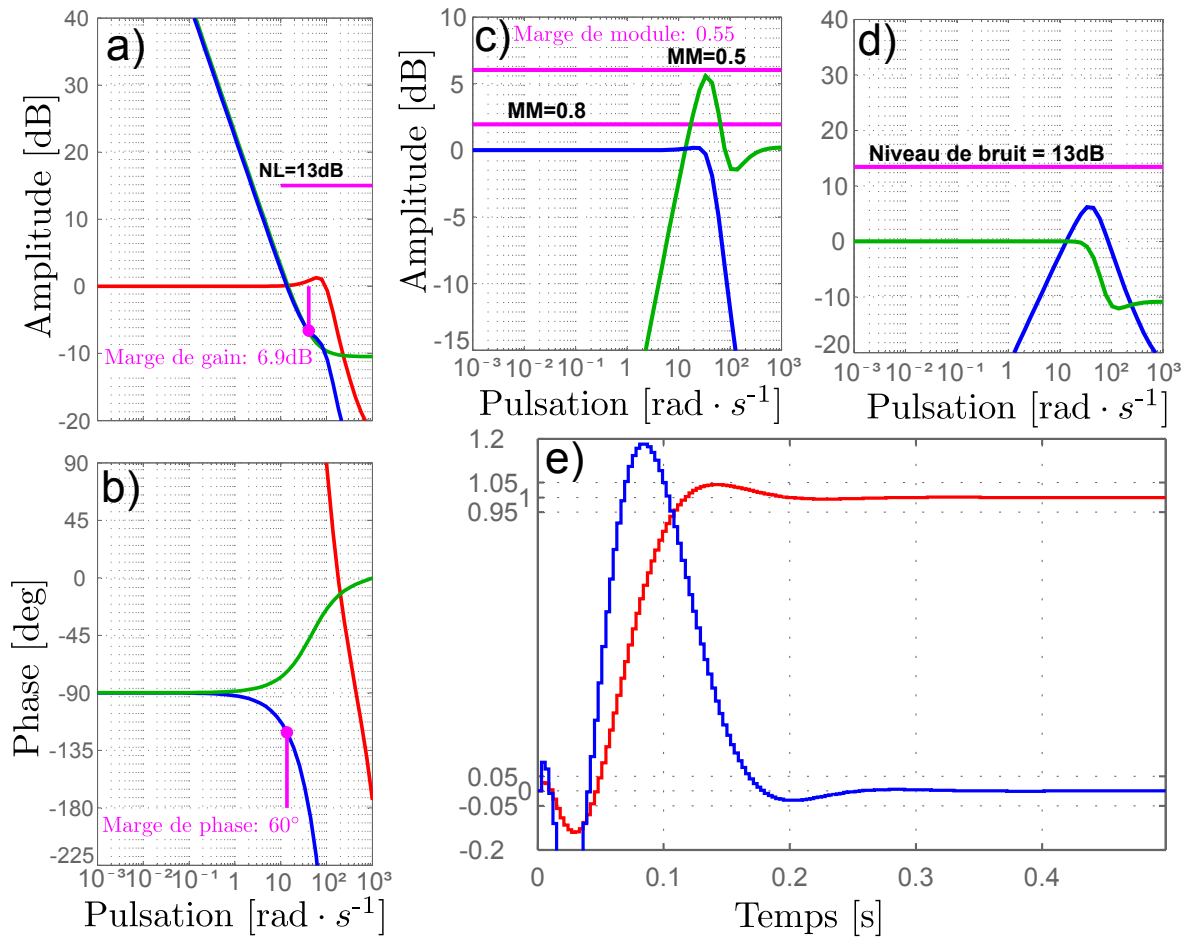 a)
Amplitude [dB]
40
30
20
10
0
-10
-20
NL=13dB
Marge de gain: 6.9dB
c)
Amplitude [dB]
10
5
0
-5
-10
-15
Marge de module: 0.55
MM=0.5
MM=0.8
10⁻³ 10⁻² 10⁻¹ 1 10¹ 10² 10³
Pulsation [rad · s⁻¹]
d)
40
30
20
10
0
-10
-20
Niveau de bruit = 13dB
10⁻³ 10⁻² 10⁻¹ 1 10¹ 10² 10³
Pulsation [rad · s⁻¹]
b)
Phase [deg]
90
45
0
-45
-90
-135
-180
-225
Marge de phase: 60°
10⁻³ 10⁻² 10⁻¹ 1 10¹ 10² 10³
Pulsation [rad · s⁻¹]
e)
1.2
1.05
1
0.95
0.05
0
-0.05
-0.2
0 0.1 0.2 0.3 0.4
Temps [s]